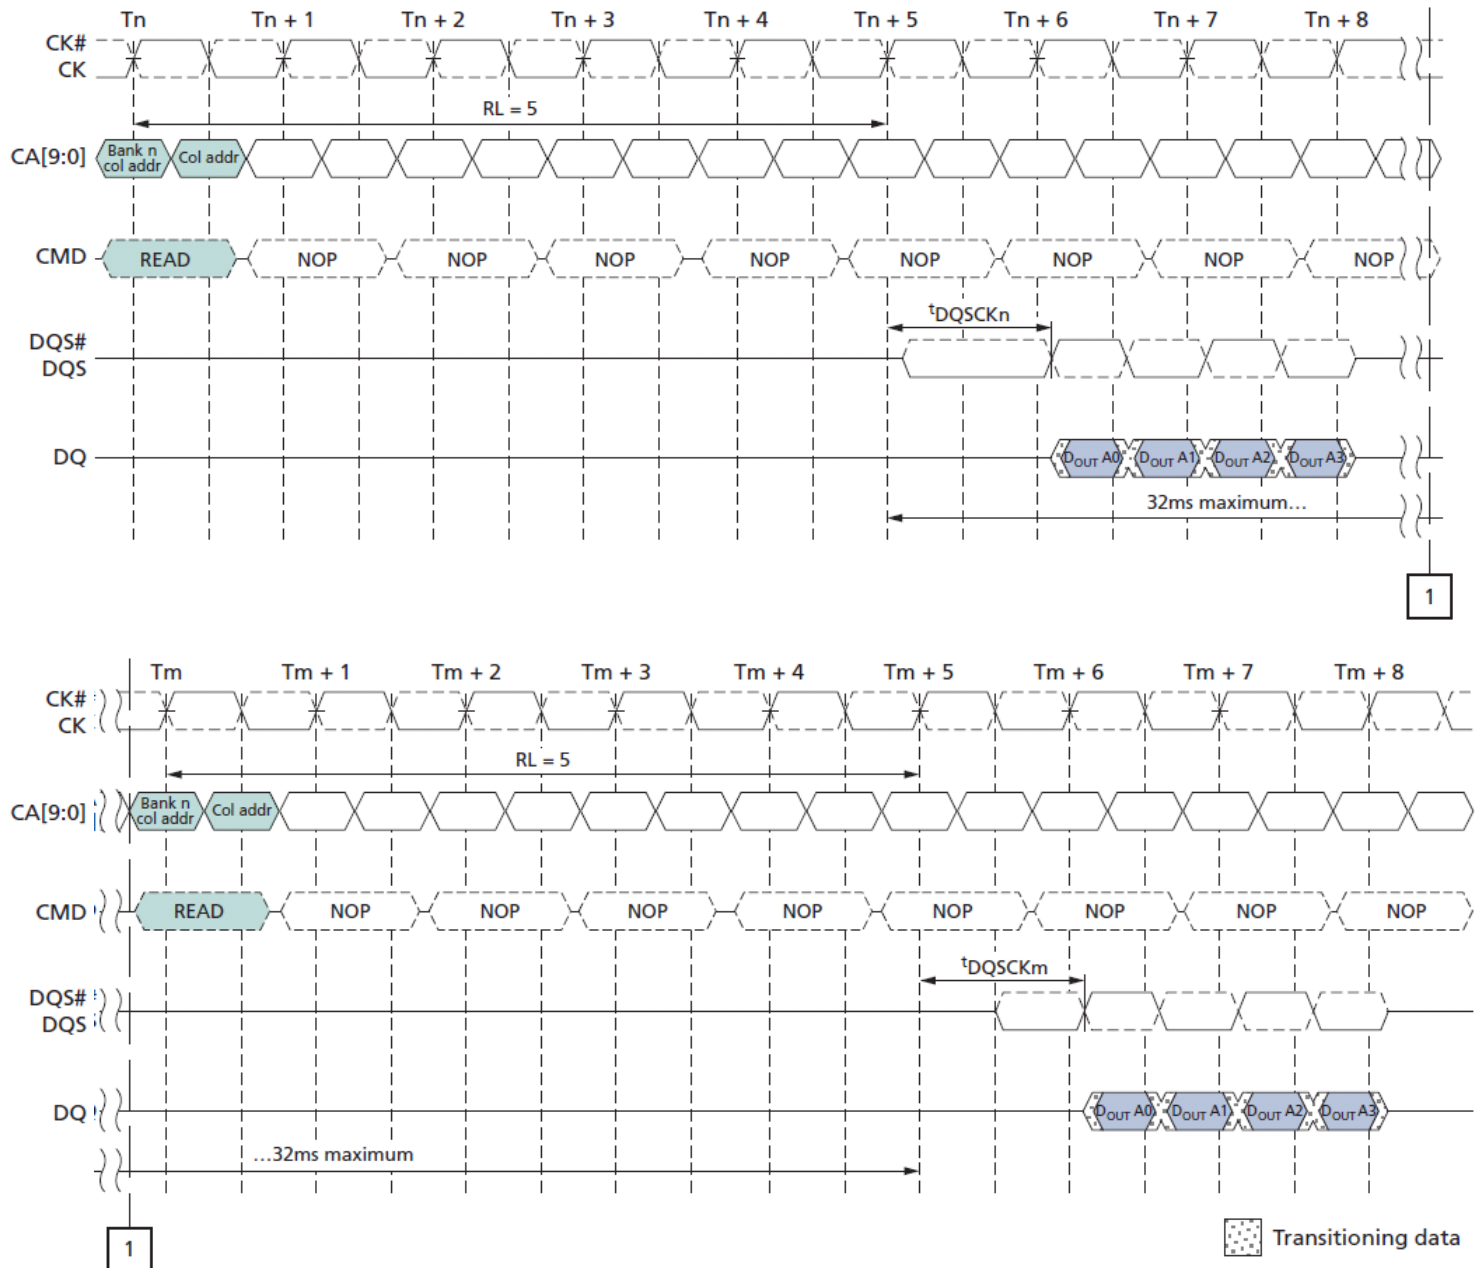 Tn Tn + 1 Tn + 2 Tn + 3 Tn + 4 Tn + 5 Tn + 6 Tn + 7 Tn + 8
CK#
CK
RL = 5
CA[9:0] Bank n col addr Col addr
CMD READ NOP NOP NOP NOP NOP NOP NOP NOP
tDQSCKn
DQS#
DQS
DQ DOUT A0 DOUT A1 DOUT A2 DOUT A3
32ms maximum…
1
Tm Tm + 1 Tm + 2 Tm + 3 Tm + 4 Tm + 5 Tm + 6 Tm + 7 Tm + 8
CK#
CK
RL = 5
CA[9:0] Bank n col addr Col addr
CMD READ NOP NOP NOP NOP NOP NOP NOP NOP
tDQSCKm
DQS#
DQS
DQ DOUT A0 DOUT A1 DOUT A2 DOUT A3
…32ms maximum
1
Transitioning data